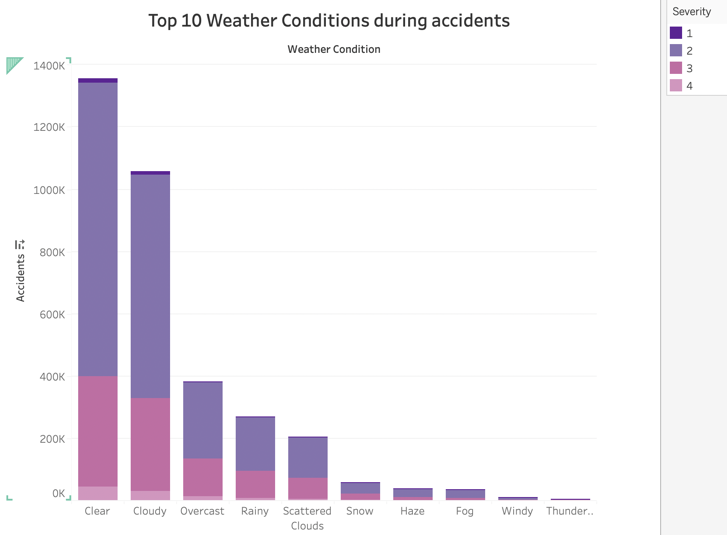 Top 10 Weather Conditions during accidents
Weather Condition
Severity
1
2
3
4
Accidents
1400K
1200K
1000K
800K
600K
400K
200K
0K
Clear
Cloudy
Overcast
Rainy
Scattered
Clouds
Snow
Haze
Fog
Windy
Thunder..